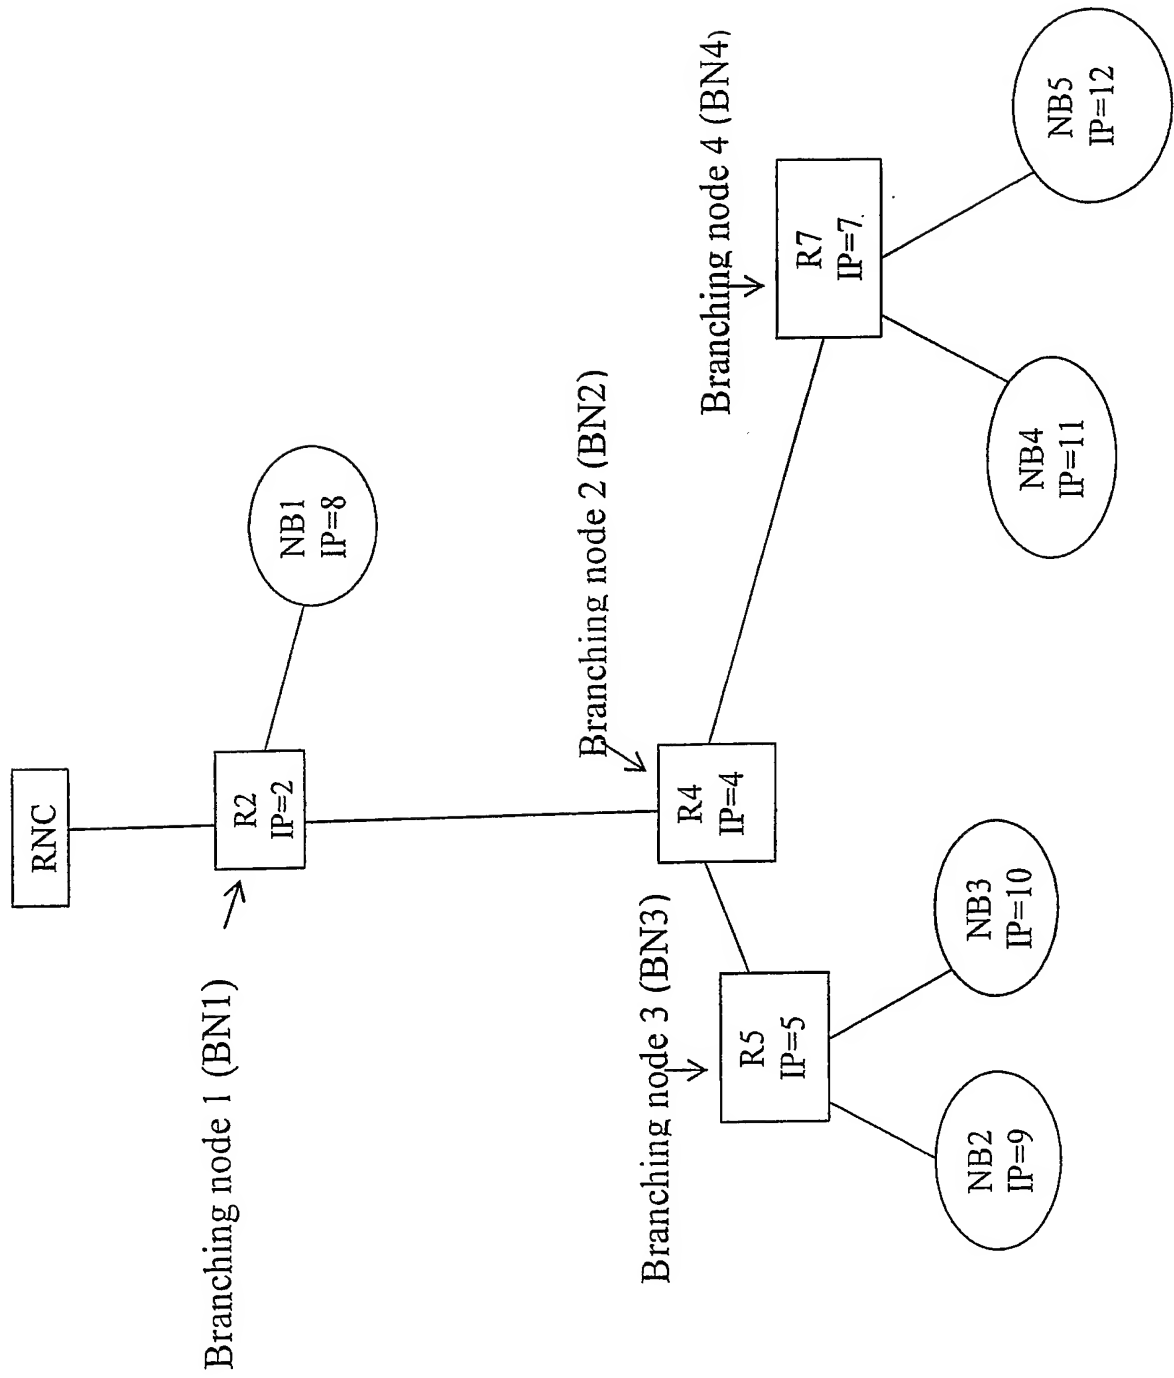 RNC
Branching node 1 (BN1)
R2
IP=2
NB1
IP=8
Branching node 2 (BN2)
R4
IP=4
Branching node 3 (BN3)
R5
IP=5
Branching node 4 (BN4)
R7
IP=7
NB2
IP=9
NB3
IP=10
NB4
IP=11
NB5
IP=12